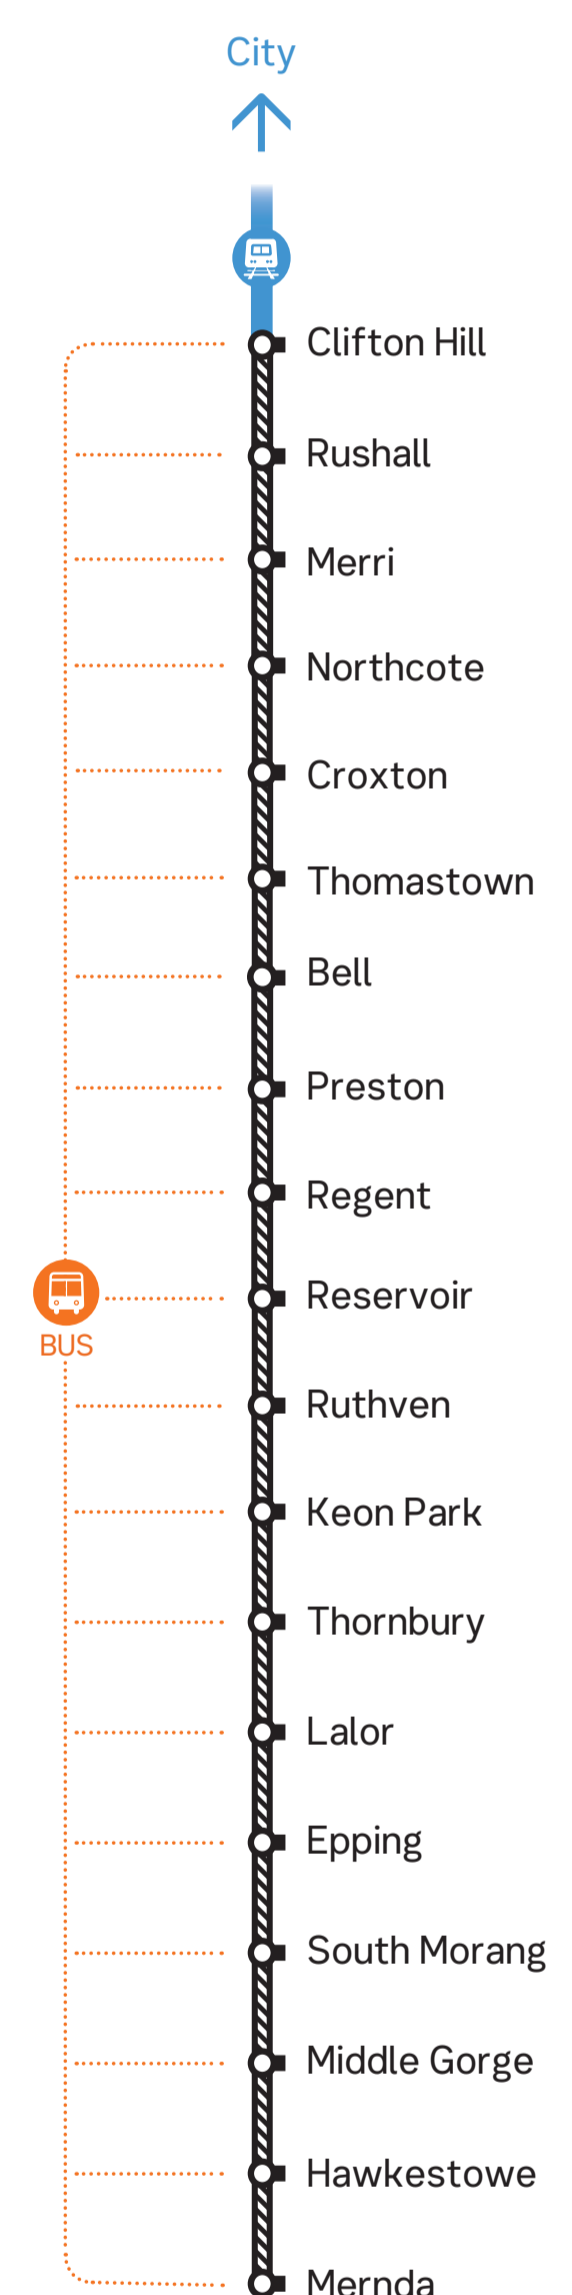 City
Clifton Hill
Rushall
Merri
Northcote
Croxton
Thomastown
Bell
Preston
Regent
Reservoir
BUS
Ruthven
Keon Park
Thornbury
Lalor
Epping
South Morang
Middle Gorge
Hawkestowe
Mernda